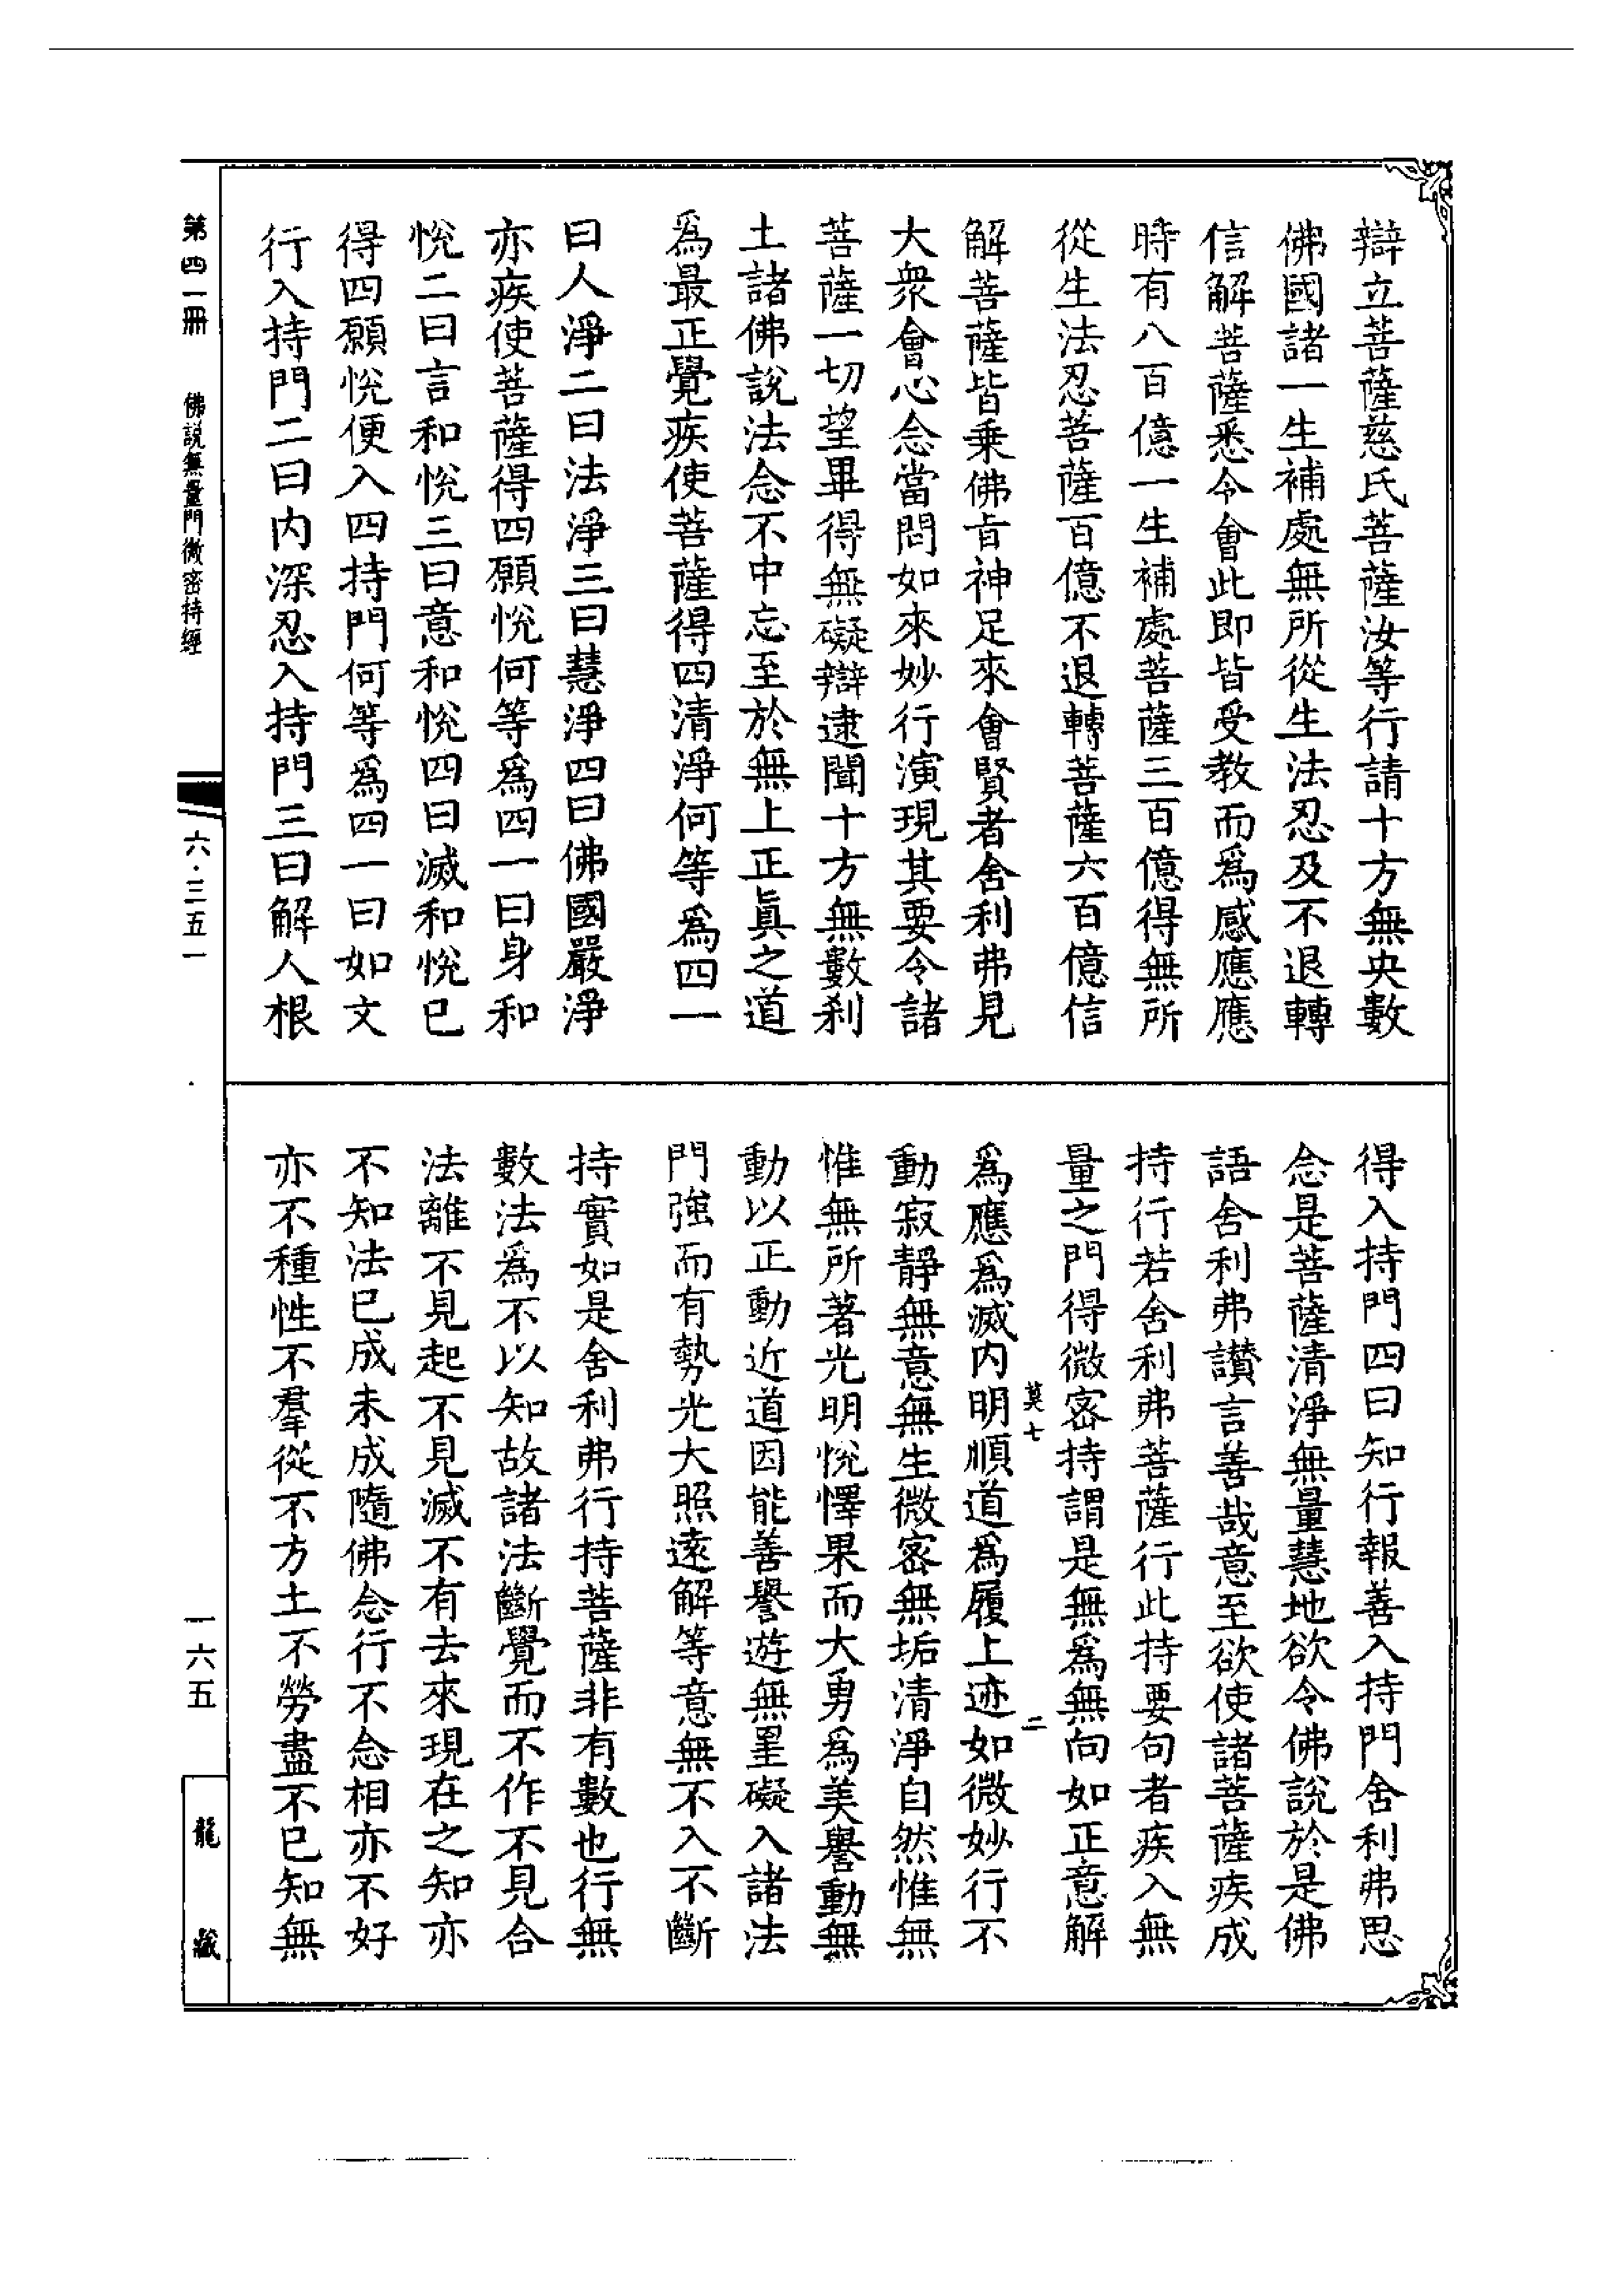 辯立菩薩慈氏菩薩汝等行請十方無央數
佛國諸一生補處無所從生法忍及不退轉
信解菩薩悉令會此即皆受教而爲感應應
時有八百億一生補處菩薩三百億得無所
從生法忍菩薩百億不退轉菩薩六百億信
解菩薩皆乗佛㫖神足來會賢者舍利弗見
大衆會心念當問如來妙行演現其要令諸
菩薩一切望畢得無礙辯逮聞十方無數刹
土諸佛說法念不中忘至於無上正眞之道
爲最正覺疾使菩薩得四清淨何等爲四一
曰人淨二曰法淨三曰慧淨四曰佛國嚴淨
亦疾使菩薩得四願悅何等爲四一曰身和
悅二曰言和悅三曰意和悅四曰滅和悅已
得四願悅便入四持門何等爲四一曰如文
行入持門二曰内深忍入持門三曰解人根
得入持門四曰知行報善入持門舍利弗思
念是菩薩清淨無量慧地欲令佛說於是佛
語舍利弗讃言善哉意至欲使諸菩薩疾成
持行若舍利弗菩薩行此持要句者疾入無
量之門得微密持謂是無爲無向如正意解
莫七 二
爲應爲滅内明順道爲履上迹如微妙行不
動寂靜無意無生微密無垢清淨自然惟無
惟無所著光明悅懌果而大勇爲美譽動無
動以正動近道因能善譽遊無罣礙入諸法
門強而有勢光大照遠解等意無不入不斷
持實如是舍利弗行持菩薩非有數也行無
數法爲不以知故諸法斷覺而不作不見合
法離不見起不見滅不有去來現在之知亦
不知法已成未成隨佛念行不念相亦不好
亦不種性不羣從不方土不勞盡不已知無
第四一冊 佛説無量門微密持經
六·三五一
一六五
龍藏